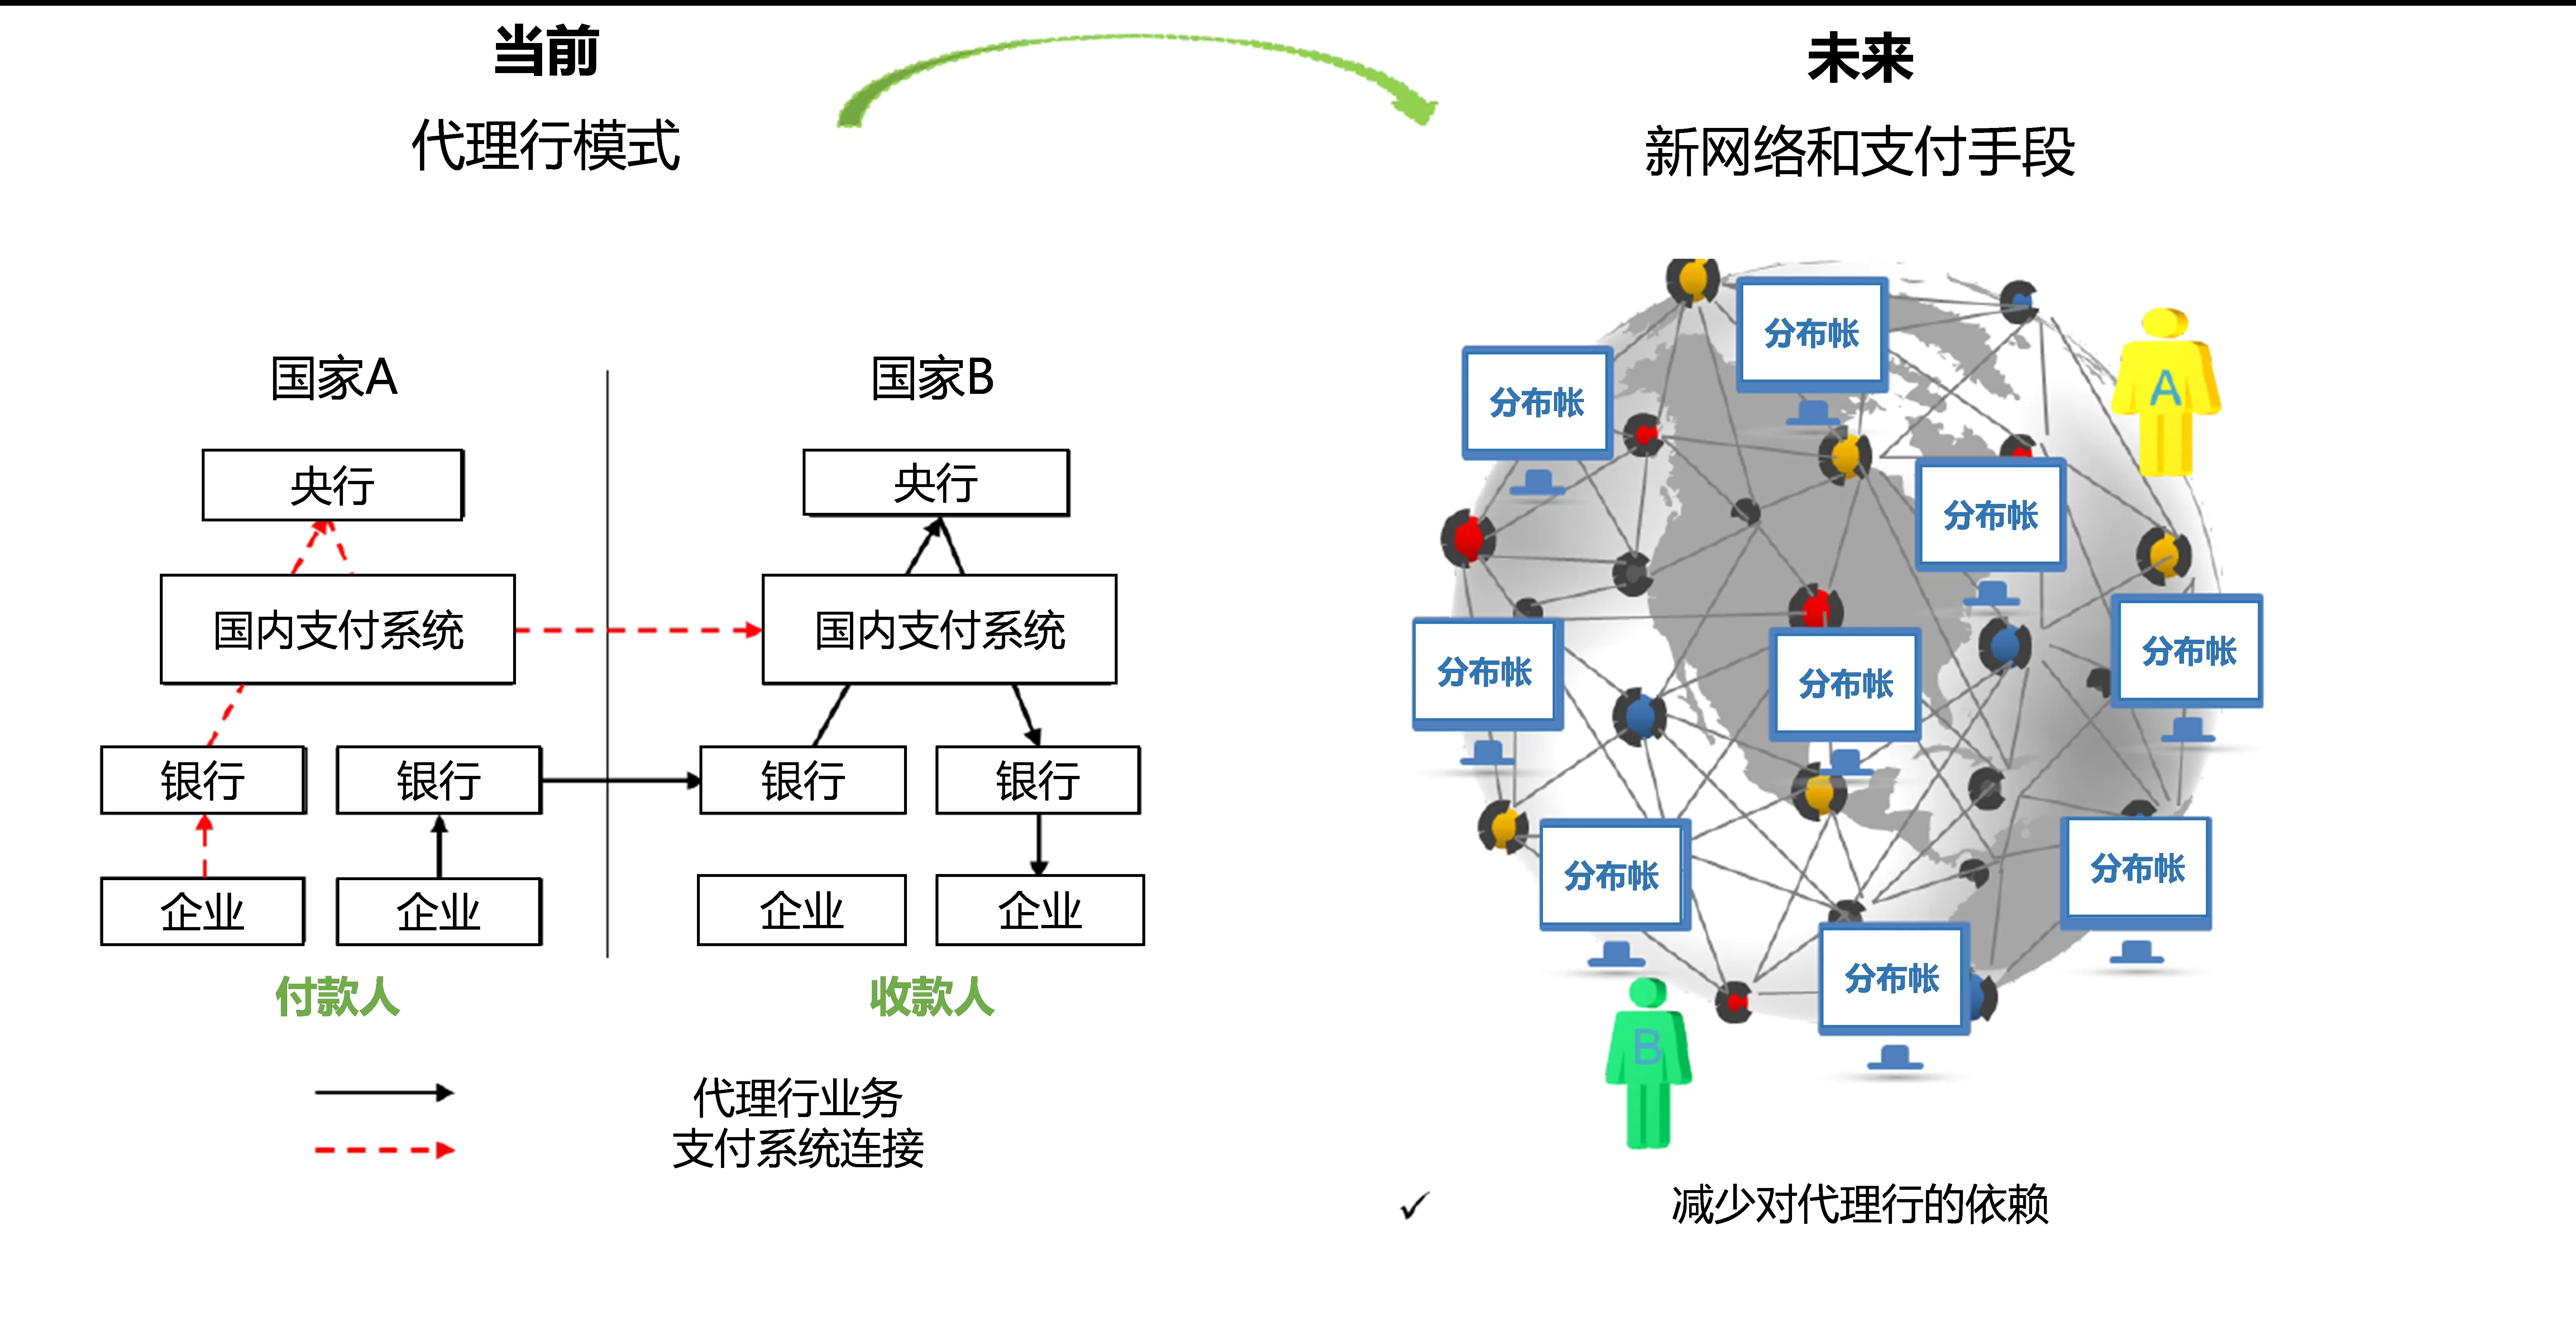 当前
代理行模式
国家A
国家B
央行
央行
国内支付系统
国内支付系统
银行
银行
银行
银行
企业
企业
企业
企业
付款人
收款人
代理行业务
支付系统连接
未来
新网络和支付手段
分布帐
分布帐
A
分布帐
分布帐
分布帐
分布帐
分布帐
分布帐
分布帐
B
✓ 减少对代理行的依赖